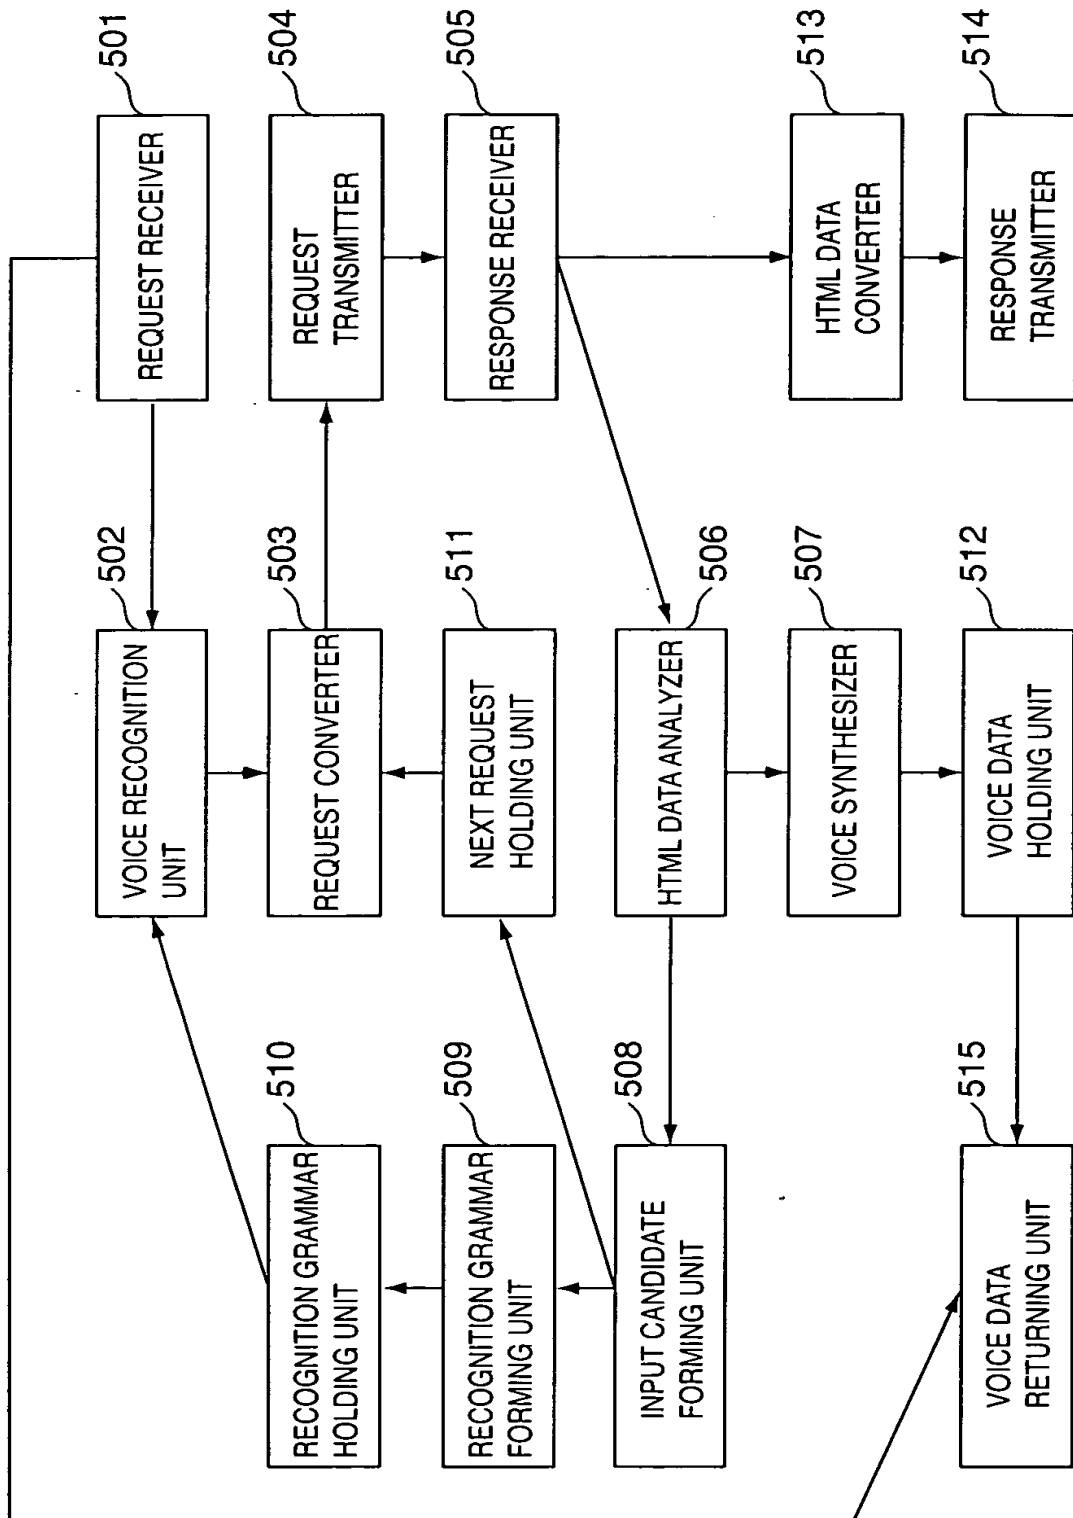 501
REQUEST RECEIVER
502
VOICE RECOGNITION
UNIT
503
REQUEST CONVERTER
504
REQUEST
TRANSMITTER
505
RESPONSE RECEIVER
510
RECOGNITION GRAMMAR
HOLDING UNIT
509
RECOGNITION GRAMMAR
FORMING UNIT
511
NEXT REQUEST
HOLDING UNIT
508
INPUT CANDIDATE
FORMING UNIT
506
HTML DATA ANALYZER
507
VOICE SYNTHESIZER
513
HTML DATA
CONVERTER
515
VOICE DATA
RETURNING UNIT
512
VOICE DATA
HOLDING UNIT
514
RESPONSE
TRANSMITTER